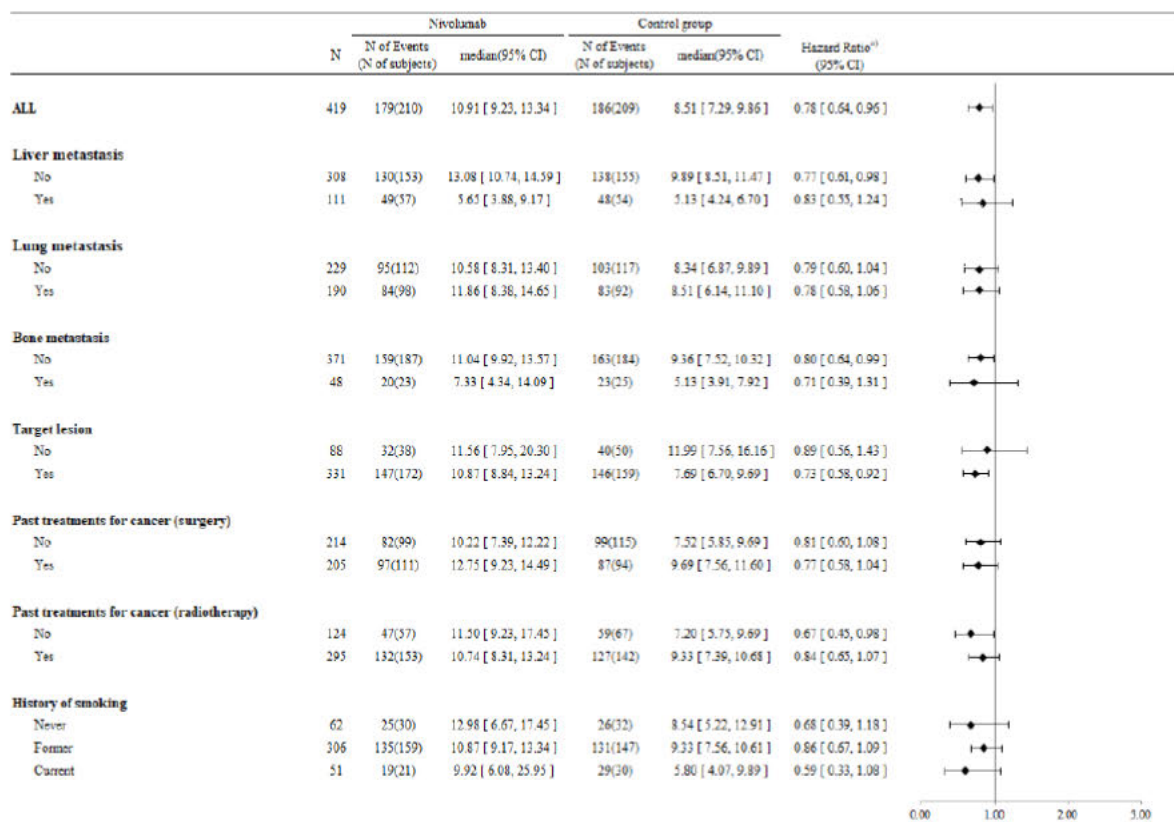 Nivolumab Control group
N N of Events (N of subjects) median(95% CI) N of Events (N of subjects) median(95% CI) Hazard Ratio a) (95% CI)
ALL 419 179(210) 10.91 [ 9.23, 13.34 ] 186(209) 8.51 [ 7.29, 9.86 ] 0.78 [ 0.64, 0.96 ]
Liver metastasis
No 308 130(153) 13.08 [ 10.74, 14.59 ] 138(155) 9.89 [ 8.51, 11.47 ] 0.77 [ 0.61, 0.98 ]
Yes 111 49(57) 5.65 [ 3.88, 9.17 ] 48(54) 5.13 [ 4.24, 6.70 ] 0.83 [ 0.55, 1.24 ]
Lung metastasis
No 229 95(112) 10.58 [ 8.31, 13.40 ] 103(117) 8.34 [ 6.87, 9.89 ] 0.79 [ 0.60, 1.04 ]
Yes 190 84(98) 11.86 [ 8.38, 14.65 ] 83(92) 8.51 [ 6.14, 11.10 ] 0.78 [ 0.58, 1.06 ]
Bone metastasis
No 371 159(187) 11.04 [ 9.92, 13.57 ] 163(184) 9.36 [ 7.52, 10.32 ] 0.80 [ 0.64, 0.99 ]
Yes 48 20(23) 7.33 [ 4.34, 14.09 ] 23(25) 5.13 [ 3.91, 7.92 ] 0.71 [ 0.39, 1.31 ]
Target lesion
No 88 32(38) 11.56 [ 7.95, 20.30 ] 40(50) 11.99 [ 7.56, 16.16 ] 0.89 [ 0.56, 1.43 ]
Yes 331 147(172) 10.87 [ 8.84, 13.24 ] 146(159) 7.69 [ 6.70, 9.69 ] 0.73 [ 0.58, 0.92 ]
Past treatments for cancer (surgery)
No 214 82(99) 10.22 [ 7.39, 12.22 ] 99(115) 7.52 [ 5.85, 9.69 ] 0.81 [ 0.60, 1.08 ]
Yes 205 97(111) 12.75 [ 9.23, 14.49 ] 87(94) 9.69 [ 7.56, 11.60 ] 0.77 [ 0.58, 1.04 ]
Past treatments for cancer (radiotherapy)
No 124 47(57) 11.50 [ 9.23, 17.45 ] 59(67) 7.20 [ 5.75, 9.69 ] 0.67 [ 0.45, 0.98 ]
Yes 295 132(153) 10.74 [ 8.31, 13.24 ] 127(142) 9.33 [ 7.39, 10.68 ] 0.84 [ 0.65, 1.07 ]
History of smoking
Never 62 25(30) 12.98 [ 6.67, 17.45 ] 26(32) 8.54 [ 5.22, 12.91 ] 0.68 [ 0.39, 1.18 ]
Former 306 135(159) 10.87 [ 9.17, 13.34 ] 131(147) 9.33 [ 7.56, 10.61 ] 0.86 [ 0.67, 1.09 ]
Current 51 19(21) 9.92 [ 6.08, 25.95 ] 29(30) 5.80 [ 4.07, 9.89 ] 0.59 [ 0.33, 1.08 ]
0.00 1.00 2.00 3.00